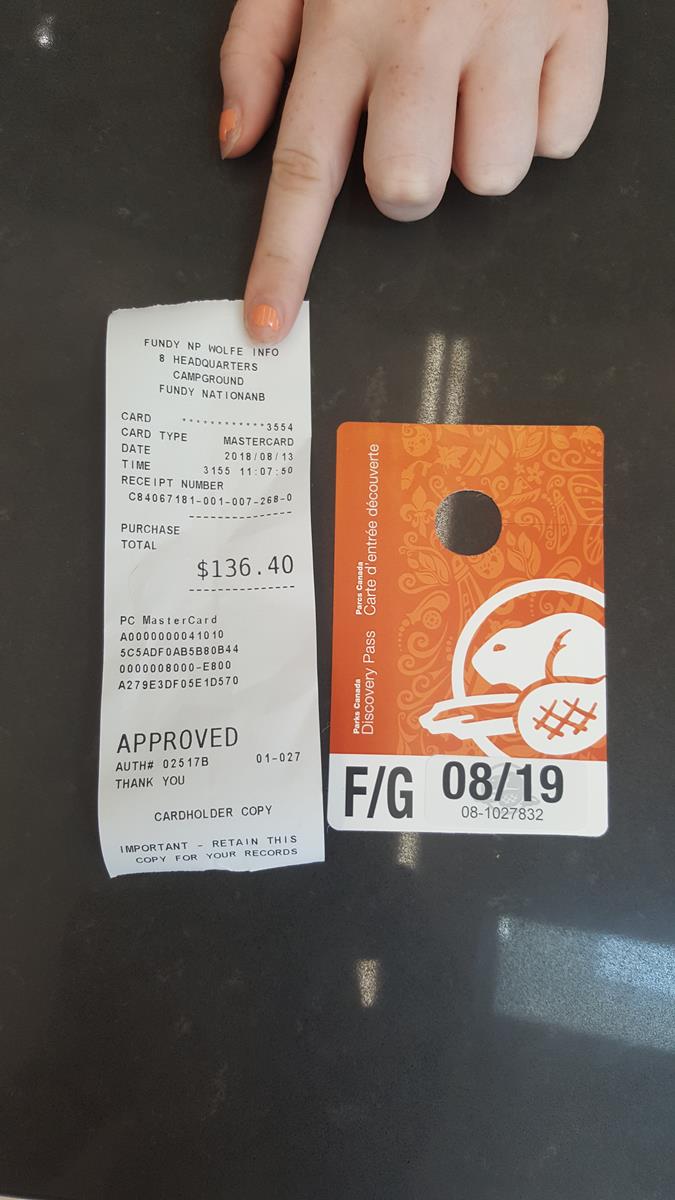 FUNDY NP WOLFE INFO
8 HEADQUARTERS
CAMPGROUND
FUNDY NATIONANB
CARD ************3554
CARD TYPE MASTERCARD
DATE 2018/08/13
TIME 3155 11:07:50
RECEIPT NUMBER
C84067181-001-007-268-0
PURCHASE
TOTAL
$136.40
PC MasterCard
A0000000041010
5C5ADF0AB5B80B44
0000008000-E800
A279E3DF05E1D570
APPROVED
AUTH# 02517B 01-027
THANK YOU
CARDHOLDER COPY
IMPORTANT - RETAIN THIS
COPY FOR YOUR RECORDS
Parks Canada Parcs Canada
Discovery Pass Carte d'entrée découverte
F/G 08/19
08-1027832